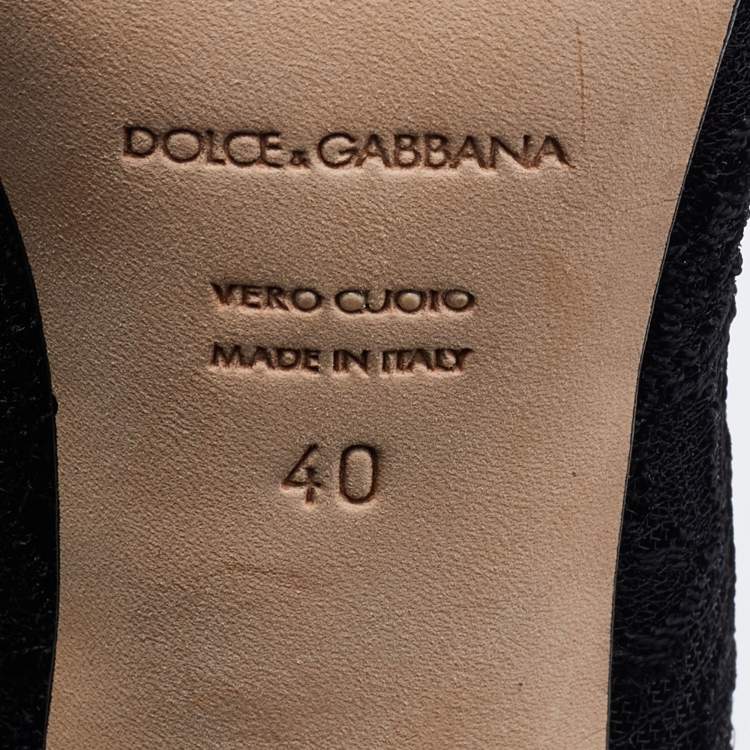 DOLCE & GABBANA
VERO CUOIO
MADE IN ITALY
40